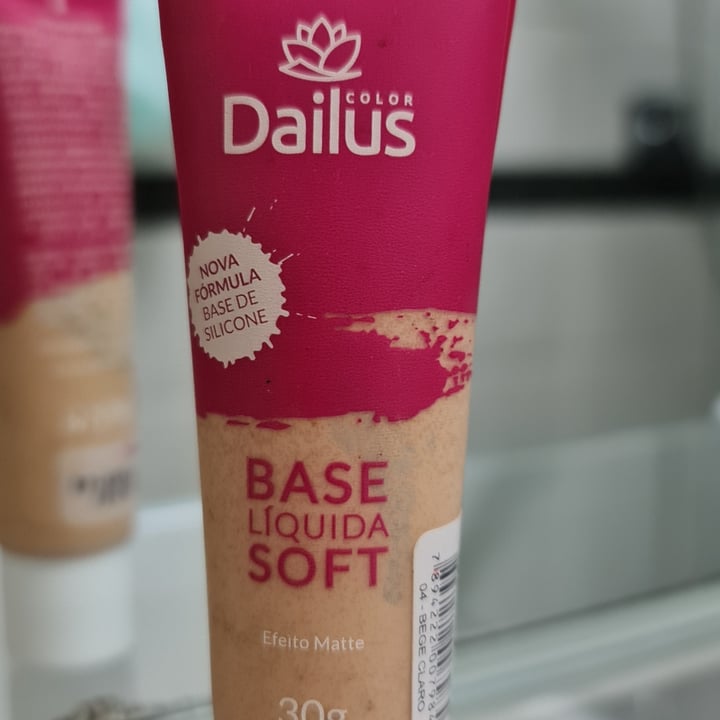 COLOR
Dailus
NOVA
FÓRMULA
BASE DE
SILICONE
BASE
LÍQUIDA
SOFT
Efeito Matte
30g
04 - BEGE CLARO